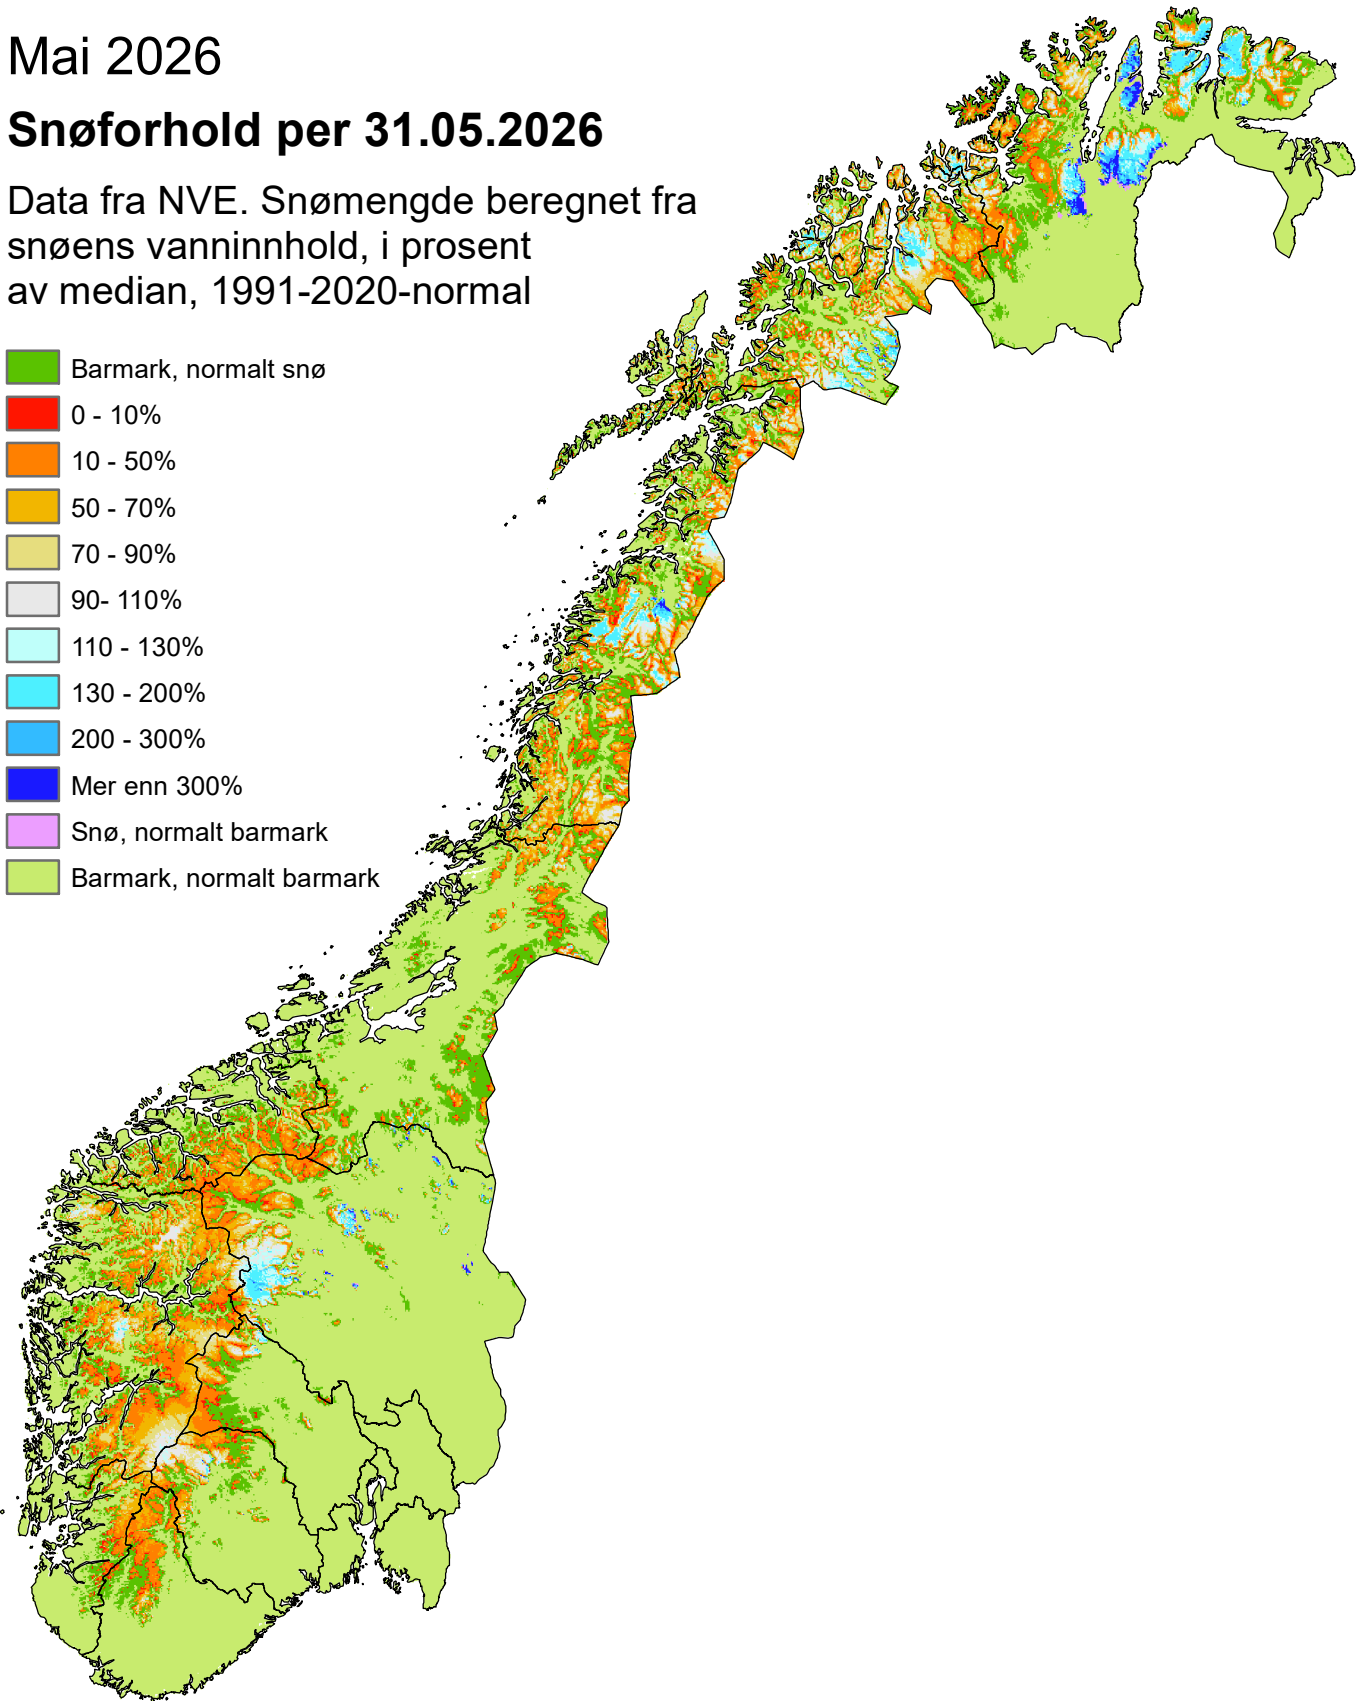 Mai 2026
Snøforhold per 31.05.2026
Data fra NVE. Snømengde beregnet fra
snøens vanninnhold, i prosent
av median, 1991-2020-normal
Barmark, normalt snø
0 - 10%
10 - 50%
50 - 70%
70 - 90%
90- 110%
110 - 130%
130 - 200%
200 - 300%
Mer enn 300%
Snø, normalt barmark
Barmark, normalt barmark